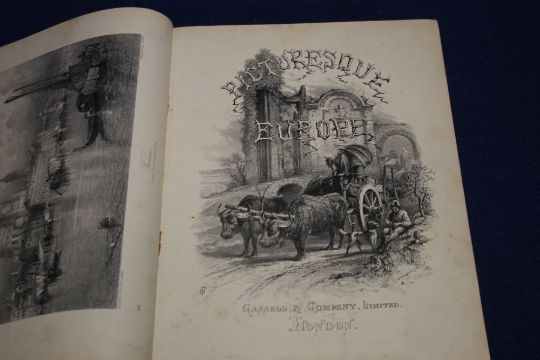 PICTURESQUE
EUROPE
CASSELL & COMPANY, LIMITED.
LONDON.